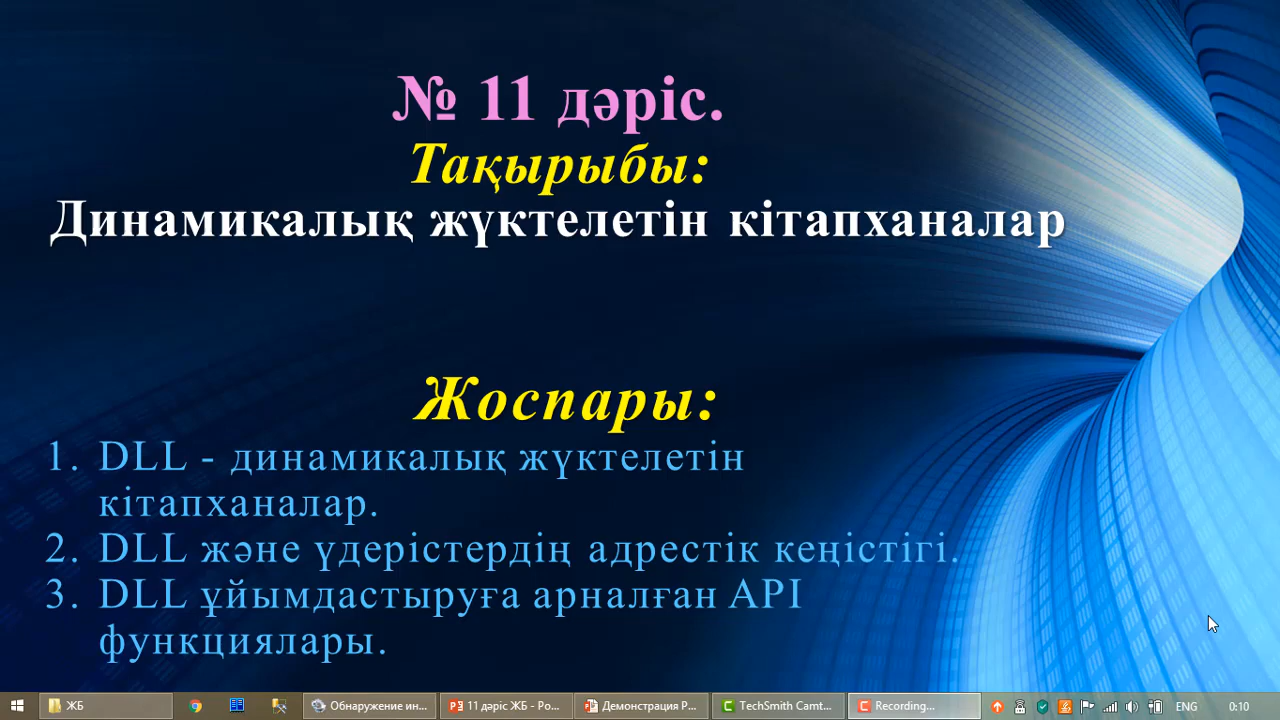 № 11 дәріс.
Тақырыбы:
Динамикалық жүктелетін кітапханалар
Жоспары:
1. DLL - динамикалық жүктелетін
кітапханалар.
2. DLL және үдерістердің адрестік кеңістігі.
3. DLL ұйымдастыруға арналған API
функциялары.
ЖБ
Обнаружение ин...
11 дәріс ЖБ - Po...
Демонстрация P...
TechSmith Camt...
Recording...
ENG
0:10